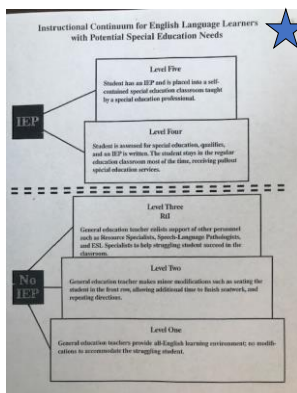 Instructional Continuum for English Language Learners
with Potential Special Education Needs
Level Five
Student has an IEP and is placed into a self-
contained special education classroom taught
by a special education professional.
IEP
Level Four
Student is assessed for special education, qualifies,
and an IEP is written. The student stays in the regular
education classroom most of the time, receiving pullout
special education services.
Level Three
RtI
General education teacher enlists support of other personnel
such as Resource Specialists, Speech-Language Pathologists,
and ESL Specialists to help struggling student succeed in the
classroom.
No
IEP
Level Two
General education teacher makes minor modifications such as seating the
student in the front row, allowing additional time to finish seatwork, and
repeating directions.
Level One
General education teachers provide all-English learning environment; no modi-
fications to accommodate the struggling student.